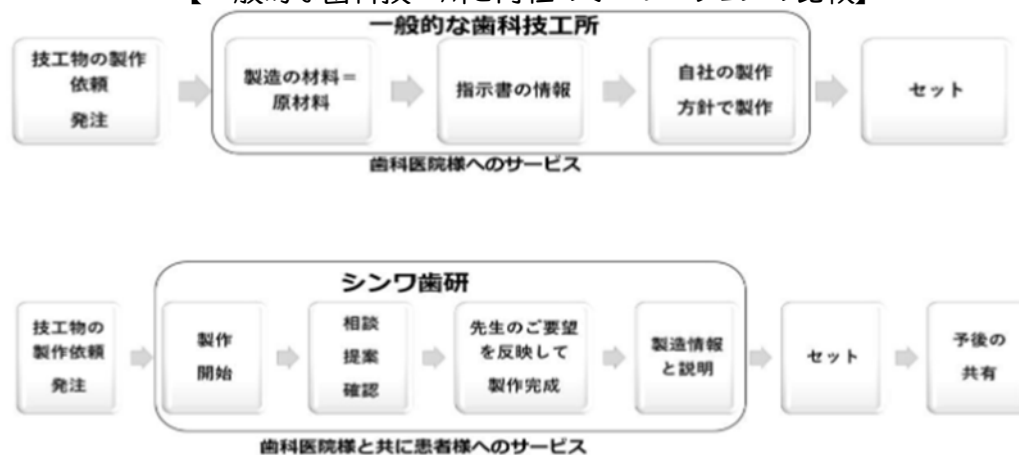 一般的な歯科技工所
技工物の製作
依頼
発注
製造の材料＝
原材料
指示書の情報
自社の製作
方針で製作
セット
歯科医院様へのサービス
シンワ歯研
技工物の
製作依頼
発注
製作
開始
相談
提案
確認
先生のご要望
を反映して
製作完成
製造情報
と説明
セット
予後の
共有
歯科医院様と共に患者様へのサービス